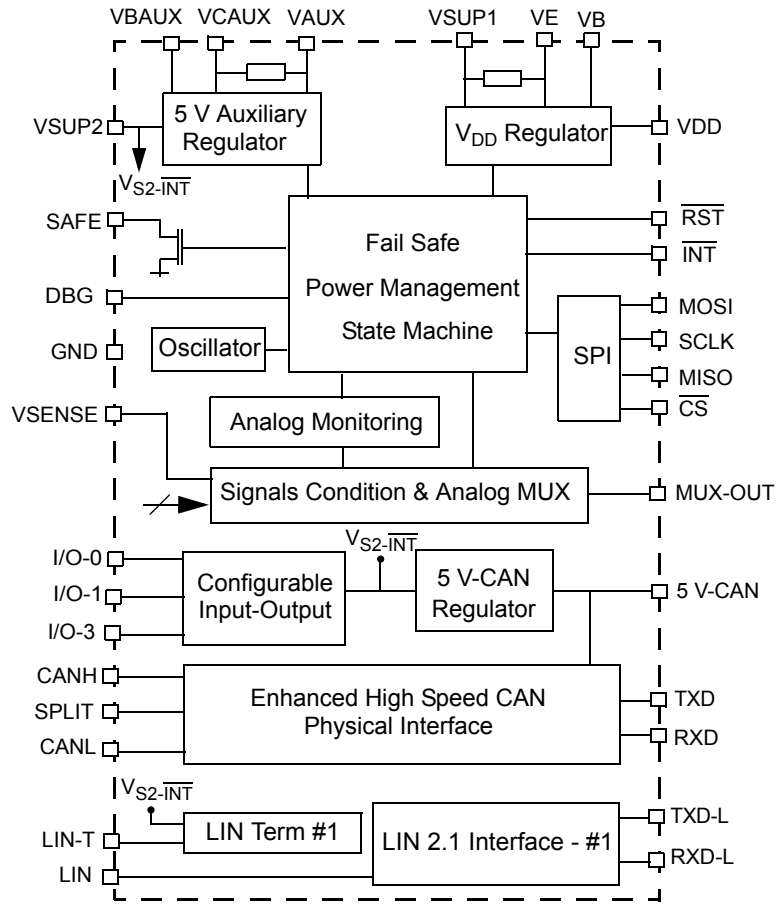 VBAUX VCAUX VAUX VSUP1 VE VB
VSUP2
5 V Auxiliary
Regulator
VDD Regulator
VDD
VS2-INT
SAFE
RST
Fail Safe
Power Management
State Machine
INT
DBG
MOSI
SCLK
MISO
CS
SPI
GND
Oscillator
VSENSE
Analog Monitoring
Signals Condition & Analog MUX
MUX-OUT
VS2-INT
I/O-0
I/O-1
I/O-3
Configurable
Input-Output
5 V-CAN
Regulator
5 V-CAN
CANH
SPLIT
CANL
Enhanced High Speed CAN
Physical Interface
TXD
RXD
VS2-INT
LIN Term #1
LIN 2.1 Interface - #1
TXD-L
RXD-L
LIN-T
LIN